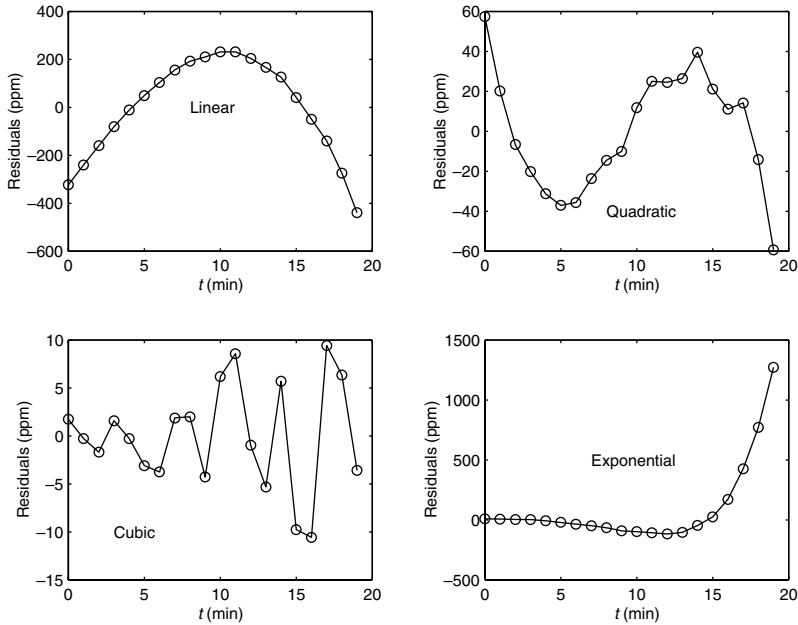 400
200
0
−200
−400
−600
Residuals (ppm)
Linear
0 5 10 15 20
t (min)
60
40
20
0
−20
−40
−60
Residuals (ppm)
Quadratic
0 5 10 15 20
t (min)
10
5
0
−5
−10
−15
Residuals (ppm)
Cubic
0 5 10 15 20
t (min)
1500
1000
500
0
−500
Residuals (ppm)
Exponential
0 5 10 15 20
t (min)